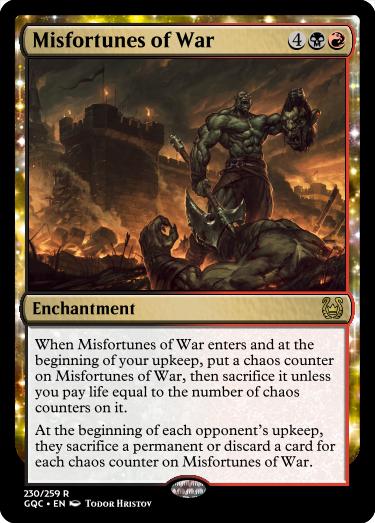 Misfortunes of War 4
Enchantment
When Misfortunes of War enters and at the
beginning of your upkeep, put a chaos counter
on Misfortunes of War, then sacrifice it unless
you pay life equal to the number of chaos
counters on it.
At the beginning of each opponent's upkeep,
they sacrifice a permanent or discard a card for
each chaos counter on Misfortunes of War.
230/259 R
GQC • EN Todor Hristov